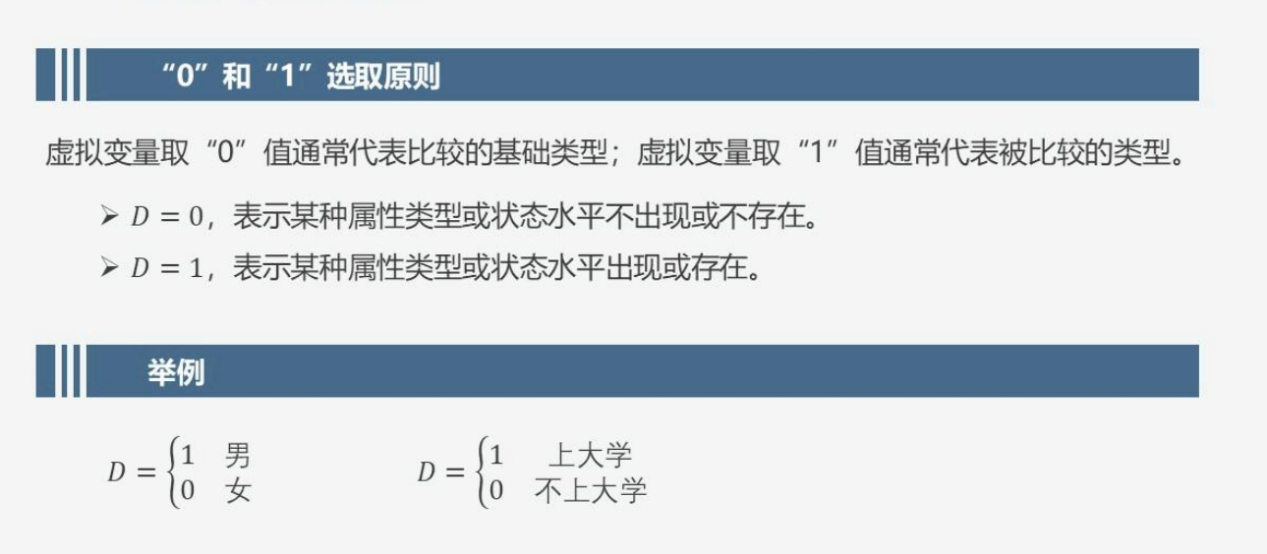 “0”和“1”选取原则
虚拟变量取“0”值通常代表比较的基础类型；虚拟变量取“1”值通常代表被比较的类型。
➢ D = 0，表示某种属性类型或状态水平不出现或不存在。
➢ D = 1，表示某种属性类型或状态水平出现或存在。
举例
D = { 1 男
0 女
D = { 1 上大学
0 不上大学